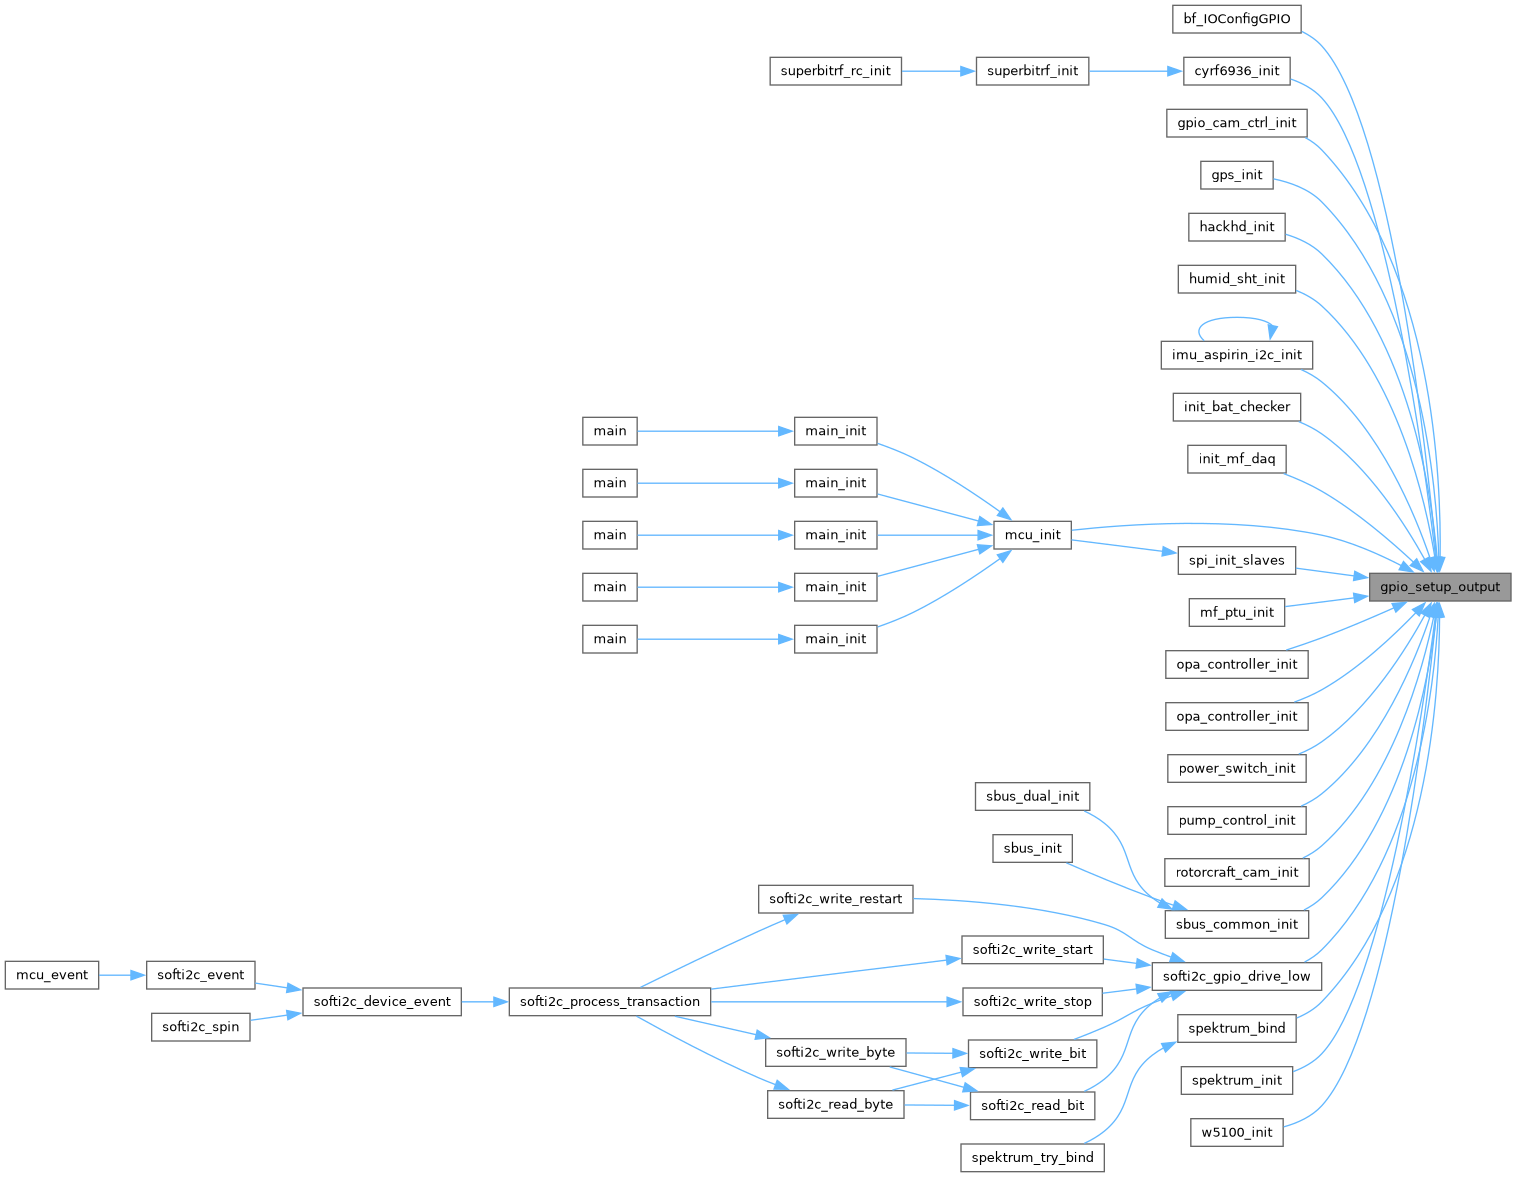 bf_IOConfigGPIO
superbitrf_rc_init
superbitrf_init
cyrf6936_init
gpio_cam_ctrl_init
gps_init
hackhd_init
humid_sht_init
imu_aspirin_i2c_init
init_bat_checker
main
main_init
init_mf_daq
main
main_init
main
main_init
mcu_init
spi_init_slaves
main
main_init
gpio_setup_output
mf_ptu_init
main
main_init
opa_controller_init
opa_controller_init
power_switch_init
sbus_dual_init
pump_control_init
sbus_init
rotorcraft_cam_init
softi2c_write_restart
sbus_common_init
softi2c_write_start
mcu_event
softi2c_event
softi2c_gpio_drive_low
softi2c_device_event
softi2c_process_transaction
softi2c_write_stop
softi2c_spin
spektrum_bind
softi2c_write_byte
softi2c_write_bit
spektrum_init
softi2c_read_byte
softi2c_read_bit
w5100_init
spektrum_try_bind